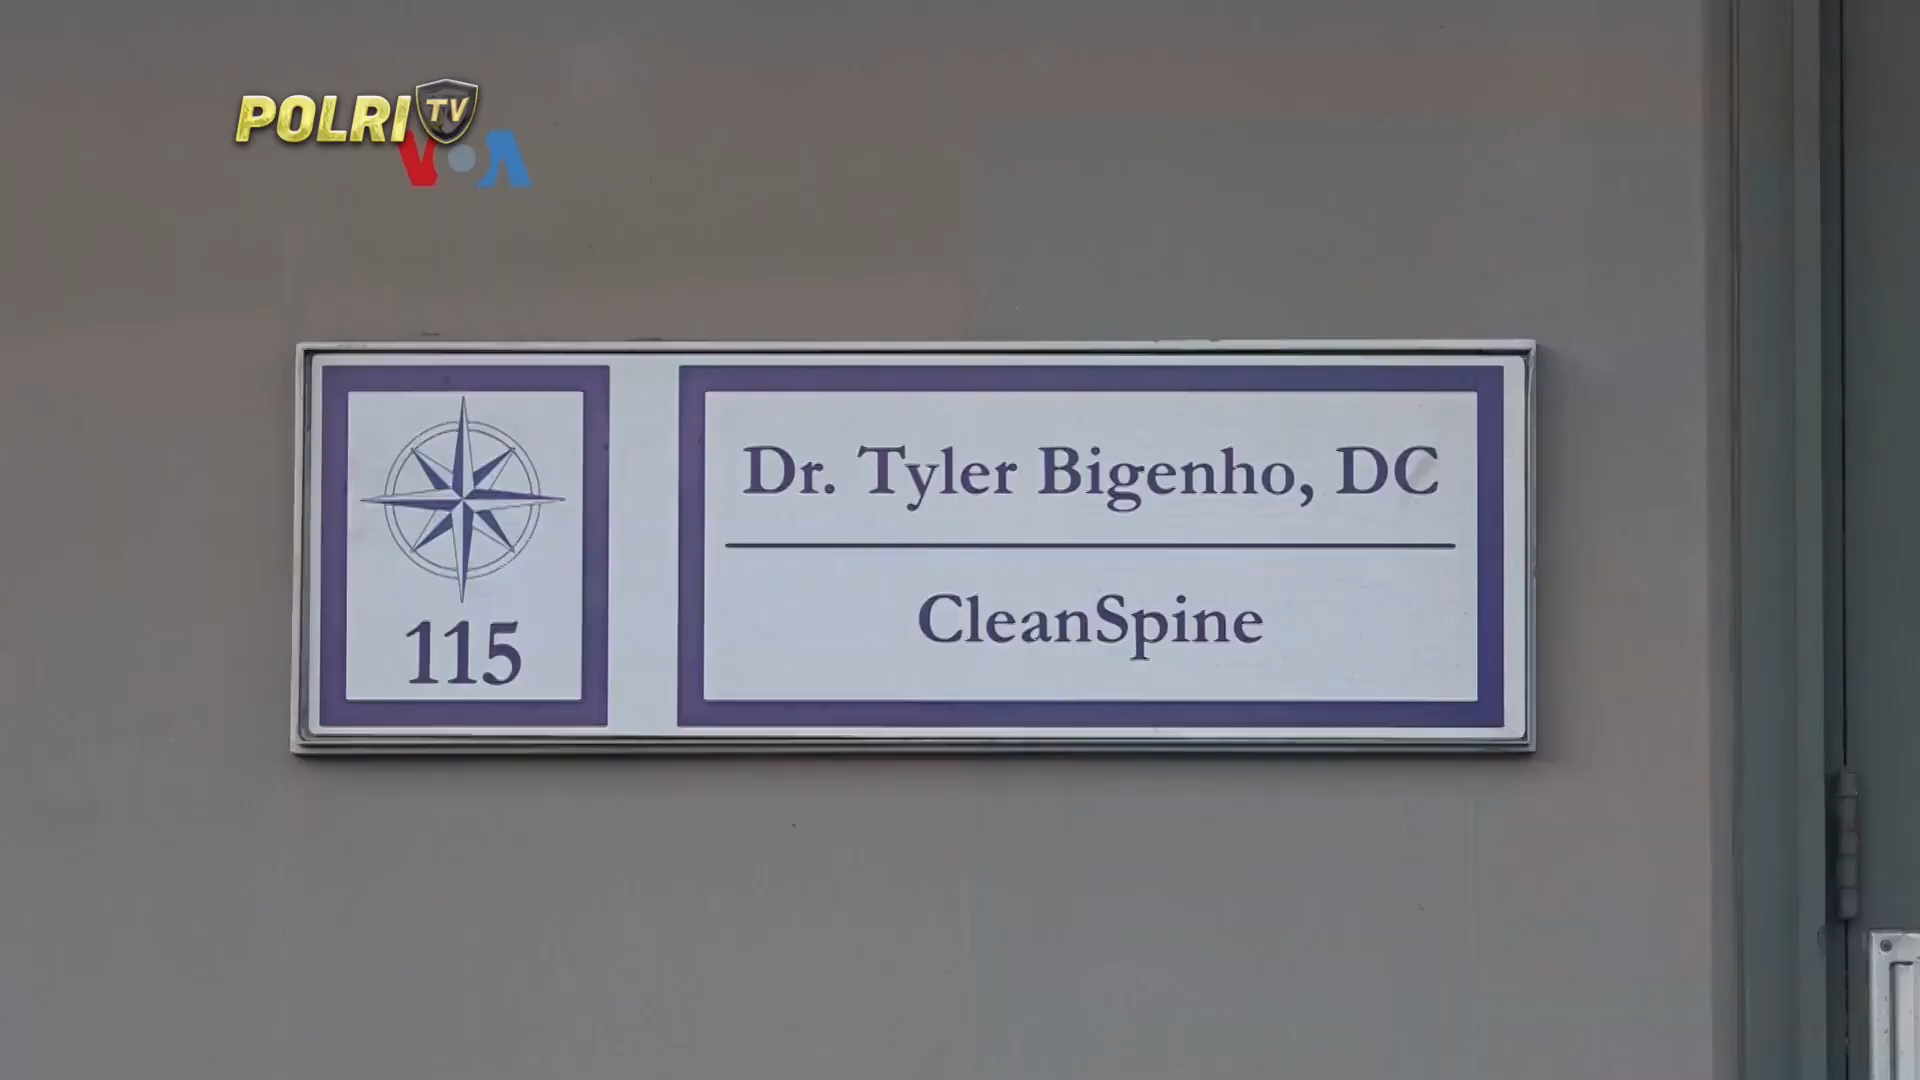 POLRI TV
VOA
115
Dr. Tyler Bigenho, DC
CleanSpine